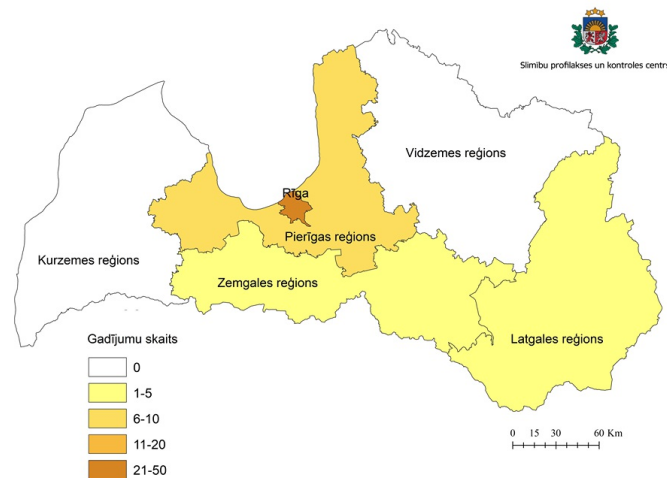 Slimību profilakses un kontroles centrs
Vidzemes reģions
Rīga
Pierīgas reģions
Kurzemes reģions
Zemgales reģions
Latgales reģions
Gadījumu skaits
0
1-5
6-10
11-20
21-50
0 15 30 60 Km